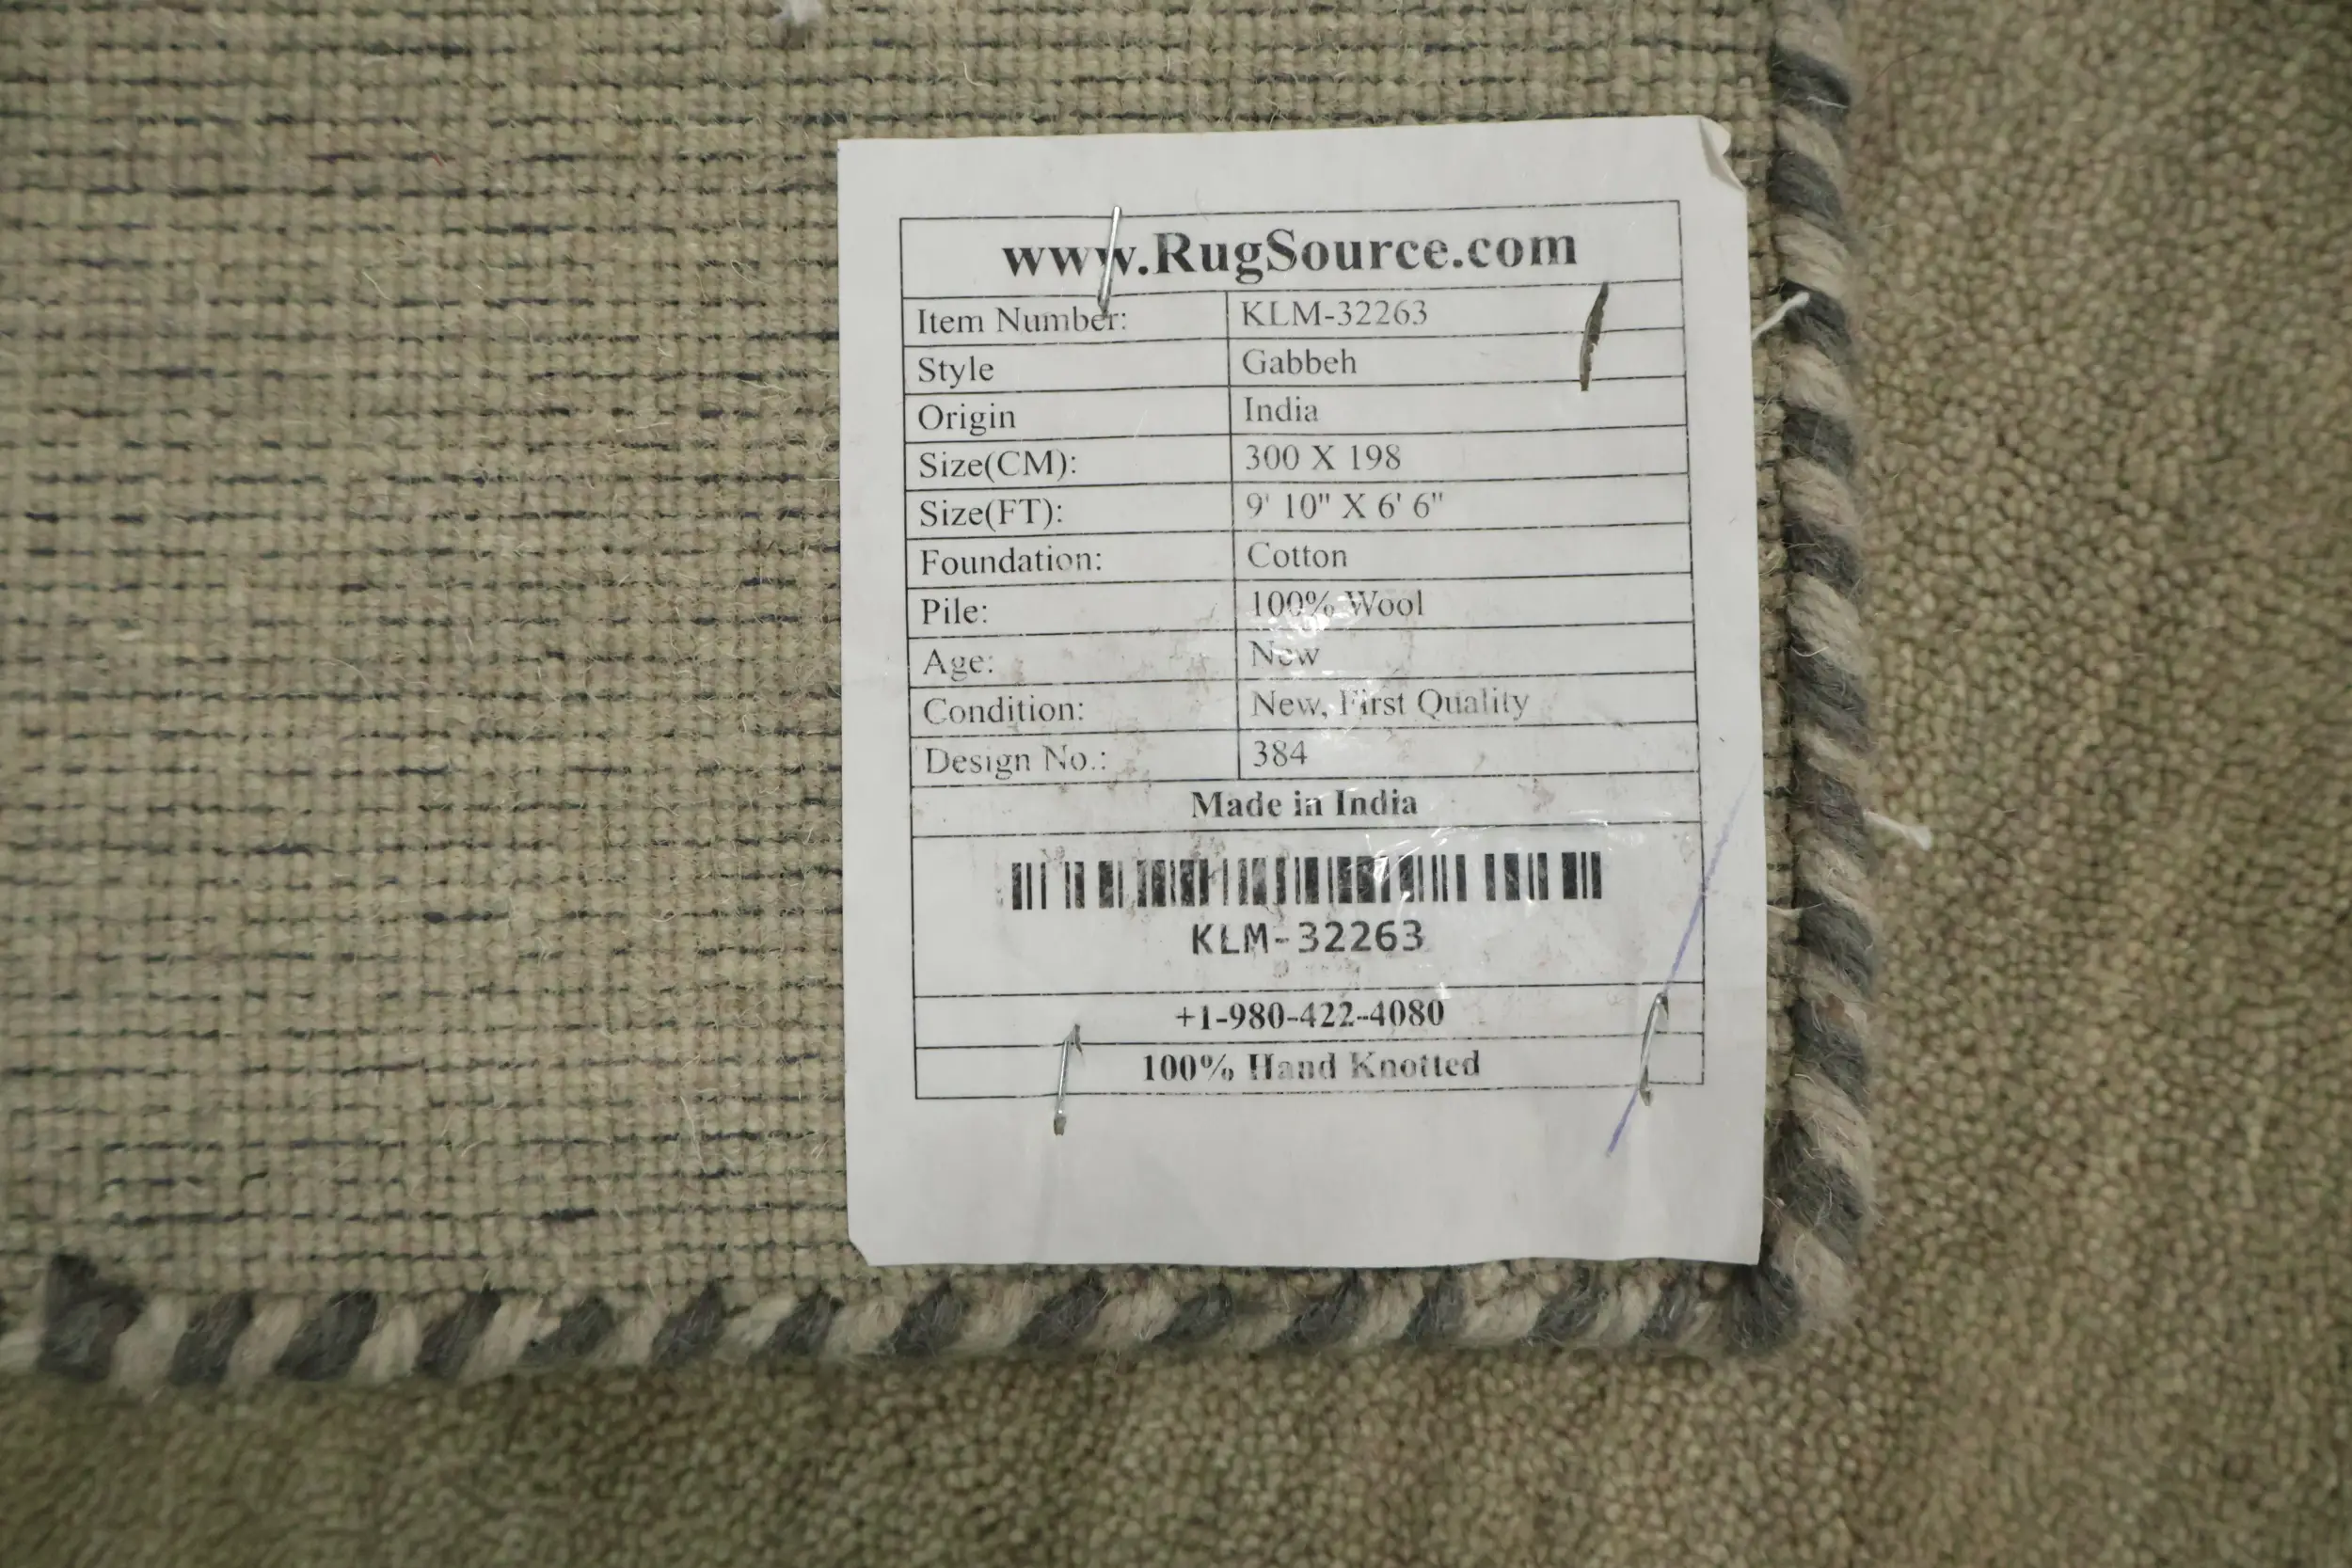 www.RugSource.com
Item Number: KLM-32263
Style Gabbeh
Origin India
Size(CM): 300 X 198
Size(FT): 9' 10" X 6' 6"
Foundation: Cotton
Pile: 100% Wool
Age: New
Condition: New, First Quality
Design No.: 384
Made in India
KLM-32263
+1-980-422-4080
100% Hand Knotted